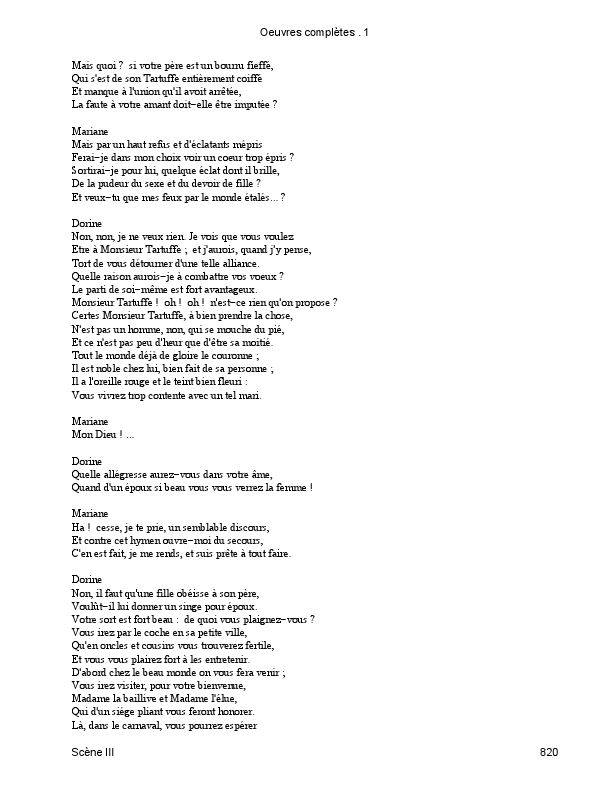 Oeuvres complètes . 1
Mais quoi ?  si votre père est un bourru fieffé,
Qui s'est de son Tartuffe entièrement coiffé
Et manque à l'union qu'il avoit arrêtée,
La faute à votre amant doit−elle être imputée ?
Mariane
Mais par un haut refus et d'éclatants mépris
Ferai−je dans mon choix voir un coeur trop épris ?
Sortirai−je pour lui, quelque éclat dont il brille,
De la pudeur du sexe et du devoir de fille ?
Et veux−tu que mes feux par le monde étalés... ?
Dorine
Non, non, je ne veux rien. Je vois que vous voulez
Etre à Monsieur Tartuffe ;  et j'aurois, quand j'y pense,
Tort de vous détourner d'une telle alliance.
Quelle raison aurois−je à combattre vos voeux ?
Le parti de soi−même est fort avantageux.
Monsieur Tartuffe !  oh !  oh !  n'est−ce rien qu'on propose ?
Certes Monsieur Tartuffe, à bien prendre la chose,
N'est pas un homme, non, qui se mouche du pié,
Et ce n'est pas peu d'heur que d'être sa moitié.
Tout le monde déjà de gloire le couronne ;
Il est noble chez lui, bien fait de sa personne ;
Il a l'oreille rouge et le teint bien fleuri :
Vous vivrez trop contente avec un tel mari.
Mariane
Mon Dieu ! ...
Dorine
Quelle allégresse aurez−vous dans votre âme,
Quand d'un époux si beau vous vous verrez la femme !
Mariane
Ha !  cesse, je te prie, un semblable discours,
Et contre cet hymen ouvre−moi du secours,
C'en est fait, je me rends, et suis prête à tout faire.
Dorine
Non, il faut qu'une fille obéisse à son père,
Voulût−il lui donner un singe pour époux.
Votre sort est fort beau :  de quoi vous plaignez−vous ?
Vous irez par le coche en sa petite ville,
Qu'en oncles et cousins vous trouverez fertile,
Et vous vous plairez fort à les entretenir.
D'abord chez le beau monde on vous fera venir ;
Vous irez visiter, pour votre bienvenue,
Madame la baillive et Madame l'élue,
Qui d'un siège pliant vous feront honorer.
Là, dans le carnaval, vous pourrez espérer
Scène III
820